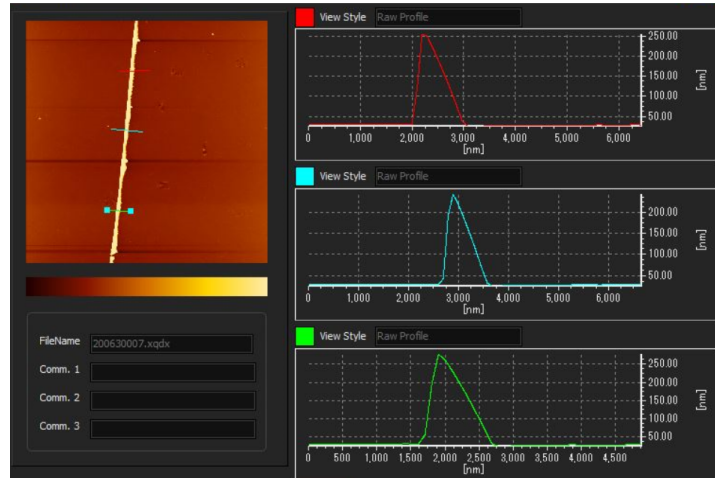 View Style Raw Profile
250.00
200.00
150.00
100.00
50.00
[nm]
0 1,000 2,000 3,000 4,000 5,000 6,000
[nm]
View Style Raw Profile
200.00
150.00
100.00
50.00
[nm]
0 1,000 2,000 3,000 4,000 5,000 6,000
[nm]
FileName 200630007.xqdx
Comm. 1
Comm. 2
Comm. 3
View Style Raw Profile
250.00
200.00
150.00
100.00
50.00
[nm]
0 500 1,000 1,500 2,000 2,500 3,000 3,500 4,000 4,500
[nm]